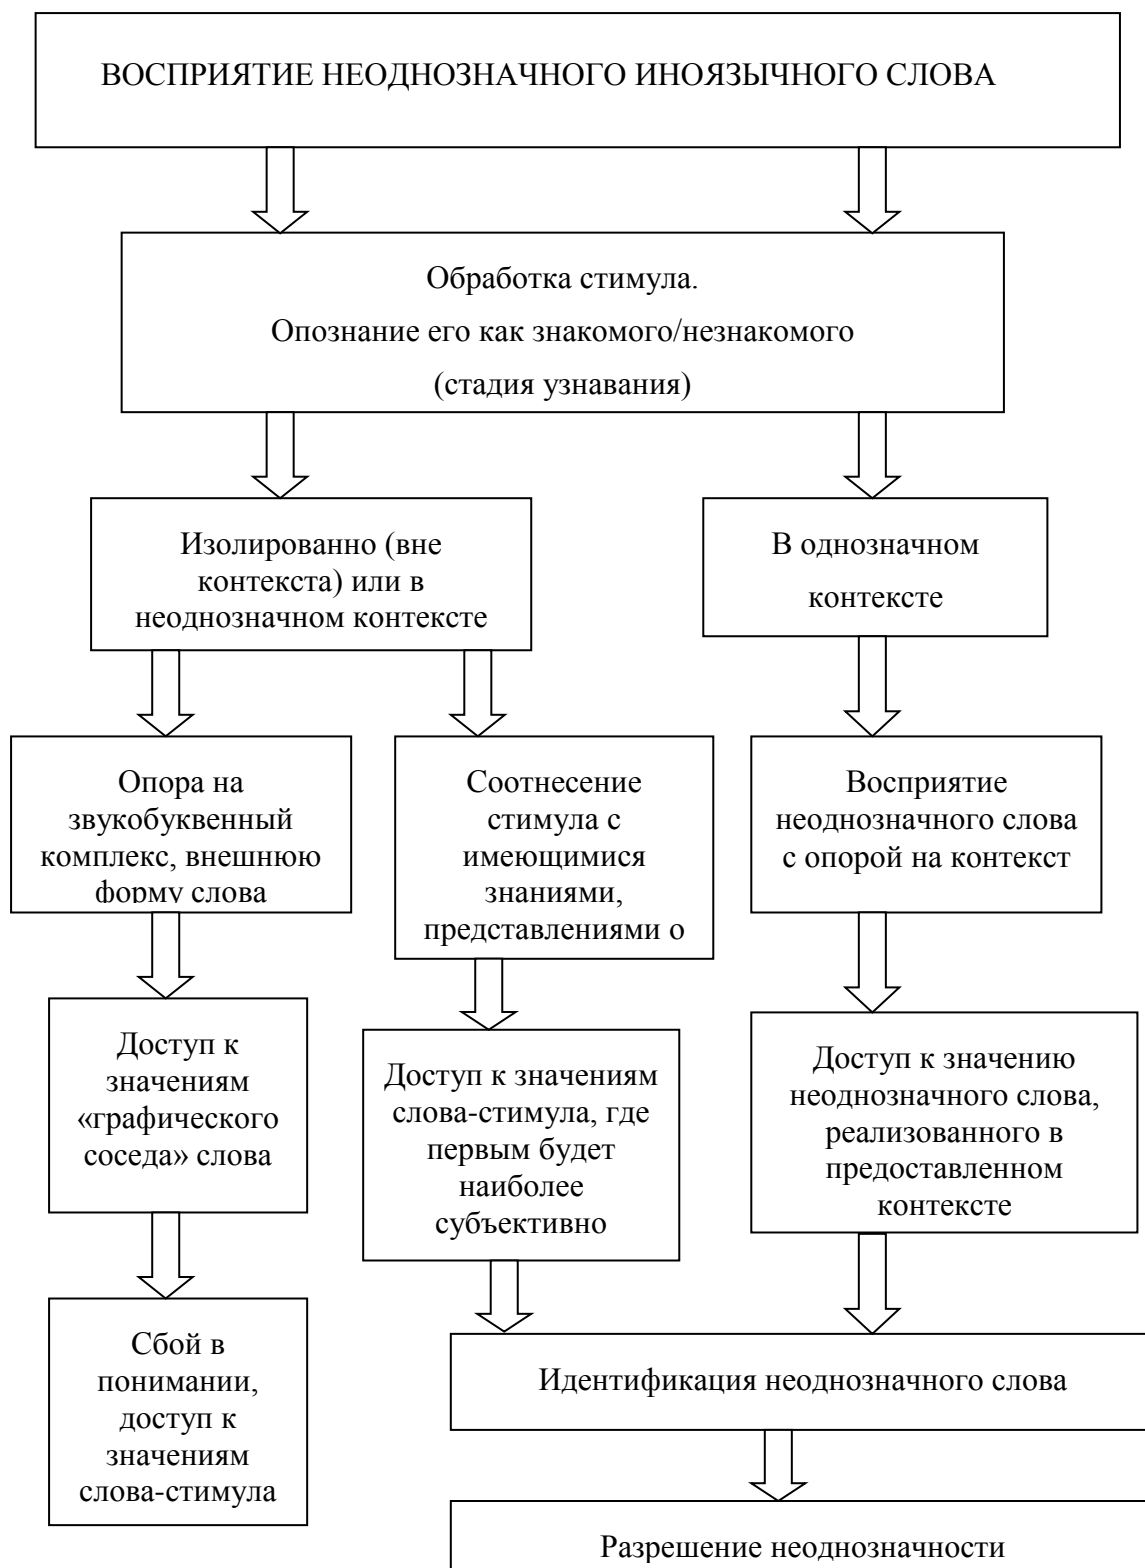 ВОСПРИЯТИЕ НЕОДНОЗНАЧНОГО ИНОЯЗЫЧНОГО СЛОВА
Обработка стимула.
Опознание его как знакомого/незнакомого
(стадия узнавания)
Изолированно (вне
контекста) или в
неоднозначном контексте
В однозначном
контексте
Опора на
звукобуквенный
комплекс, внешнюю
форму слова
Соотнесение
стимула с
имеющимися
знаниями,
представлениями о
Восприятие
неоднозначного слова
с опорой на контекст
Доступ к
значениям
«графического
соседа» слова
Доступ к значениям
слова-стимула, где
первым будет
наиболее
субъективно
Доступ к значению
неоднозначного слова,
реализованного в
предоставленном
контексте
Сбой в
понимании,
доступ к
значениям
слова-стимула
Идентификация неоднозначного слова
Разрешение неоднозначности